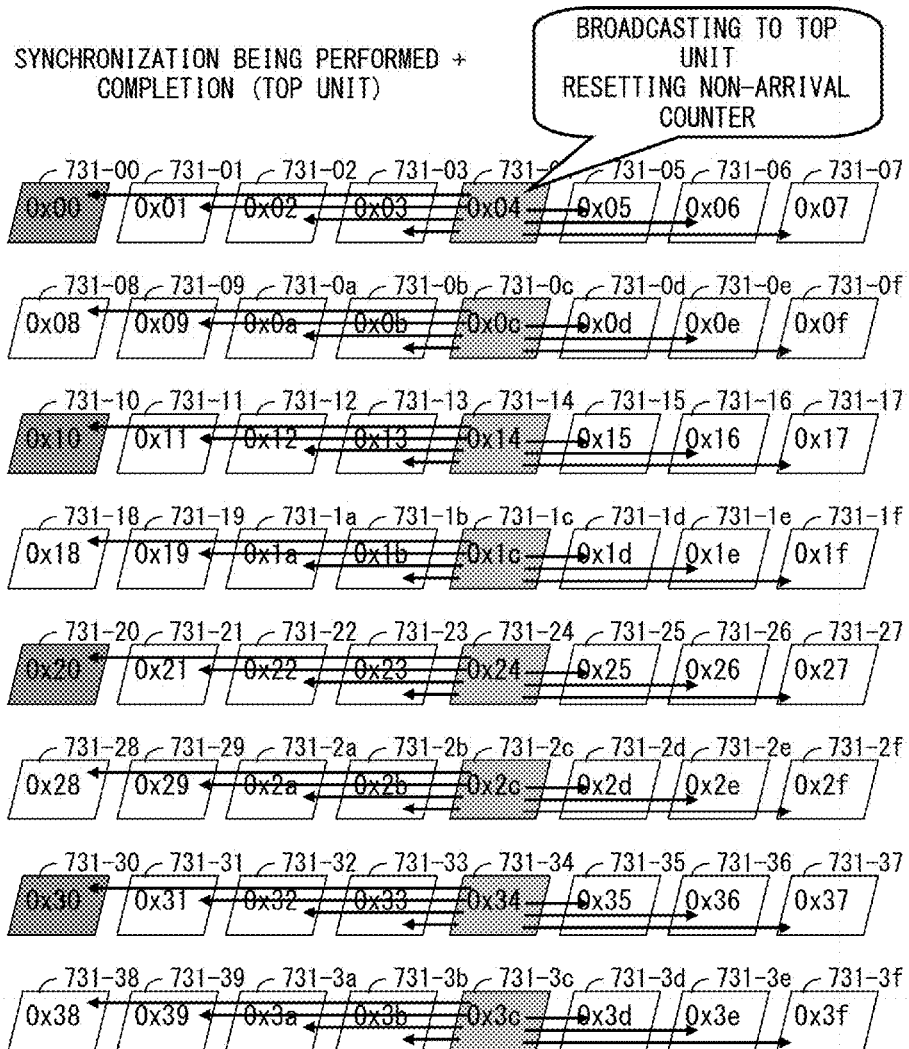 SYNCHRONIZATION BEING PERFORMED +
COMPLETION (TOP UNIT)
BROADCASTING TO TOP
UNIT
RESETTING NON-ARRIVAL
COUNTER
731-00 731-01 731-02 731-03 731-0 731-05 731-06 731-07
0x00 0x01 0x02 0x03 0x04 0x05 0x06 0x07
731-08 731-09 731-0a 731-0b 731-0c 731-0d 731-0e 731-0f
0x08 0x09 0x0a 0x0b 0x0c 0x0d 0x0e 0x0f
731-10 731-11 731-12 731-13 731-14 731-15 731-16 731-17
0x10 0x11 0x12 0x13 0x14 0x15 0x16 0x17
731-18 731-19 731-1a 731-1b 731-1c 731-1d 731-1e 731-1f
0x18 0x19 0x1a 0x1b 0x1c 0x1d 0x1e 0x1f
731-20 731-21 731-22 731-23 731-24 731-25 731-26 731-27
0x20 0x21 0x22 0x23 0x24 0x25 0x26 0x27
731-28 731-29 731-2a 731-2b 731-2c 731-2d 731-2e 731-2f
0x28 0x29 0x2a 0x2b 0x2c 0x2d 0x2e 0x2f
731-30 731-31 731-32 731-33 731-34 731-35 731-36 731-37
0x30 0x31 0x32 0x33 0x34 0x35 0x36 0x37
731-38 731-39 731-3a 731-3b 731-3c 731-3d 731-3e 731-3f
0x38 0x39 0x3a 0x3b 0x3c 0x3d 0x3e 0x3f